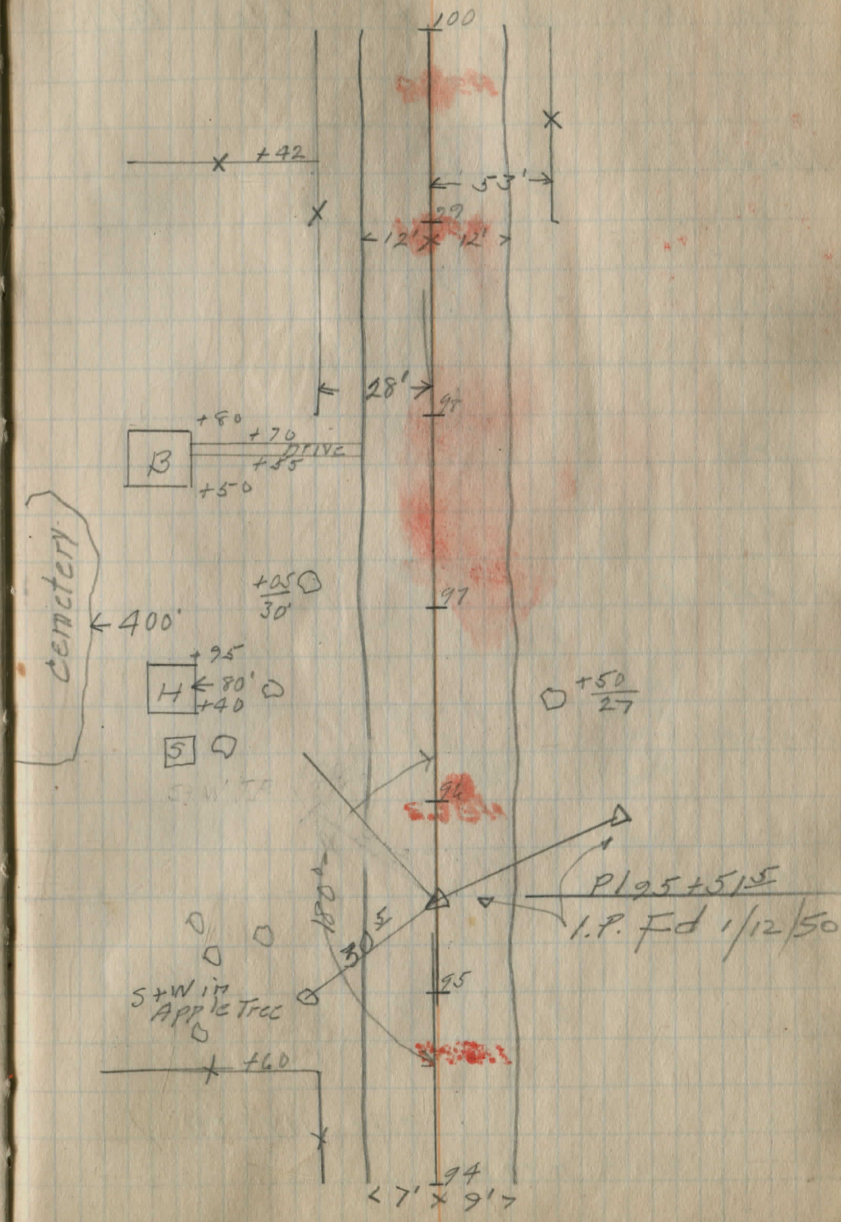 100
+42
53'
99
12' x 12'
28'
98
+80
+70
Drive
+55
B
+50
Cemetery
+05
30'
97
400'
+95
H
80'
+40
+50
27
S
96
180°
PI 95+51 5
I.P. Fd 1/12/50
30 5
95
S+W in
Apple Tree
+60
94
7' x 9'